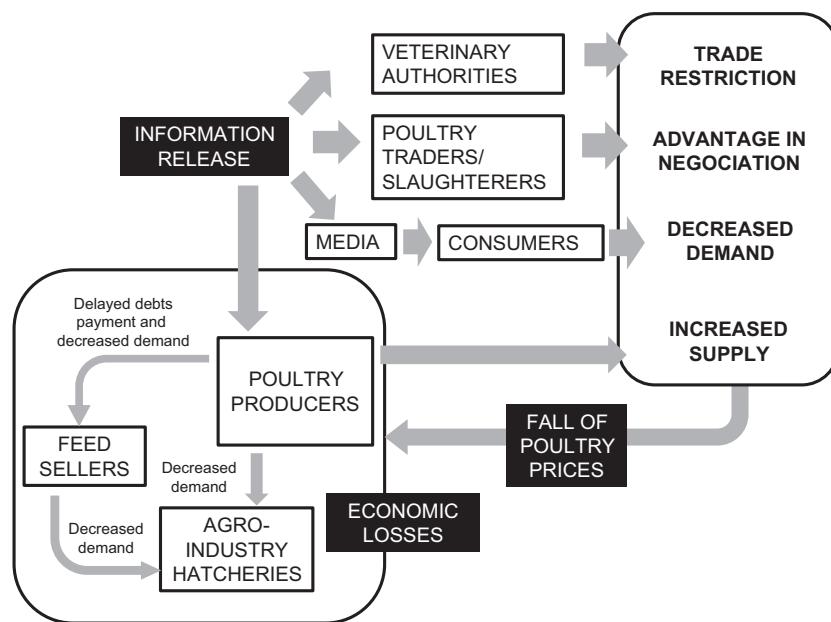 VETERINARY
AUTHORITIES
TRADE
RESTRICTION
INFORMATION
RELEASE
POULTRY
TRADERS/
SLAUGHTERERS
ADVANTAGE IN
NEGOCIATION
MEDIA
CONSUMERS
DECREASED
DEMAND
Delayed debts
payment and
decreased demand
INCREASED
SUPPLY
POULTRY
PRODUCERS
FALL OF
POULTRY
PRICES
FEED
SELLERS
Decreased
demand
ECONOMIC
LOSSES
Decreased
demand
AGRO-
INDUSTRY
HATCHERIES